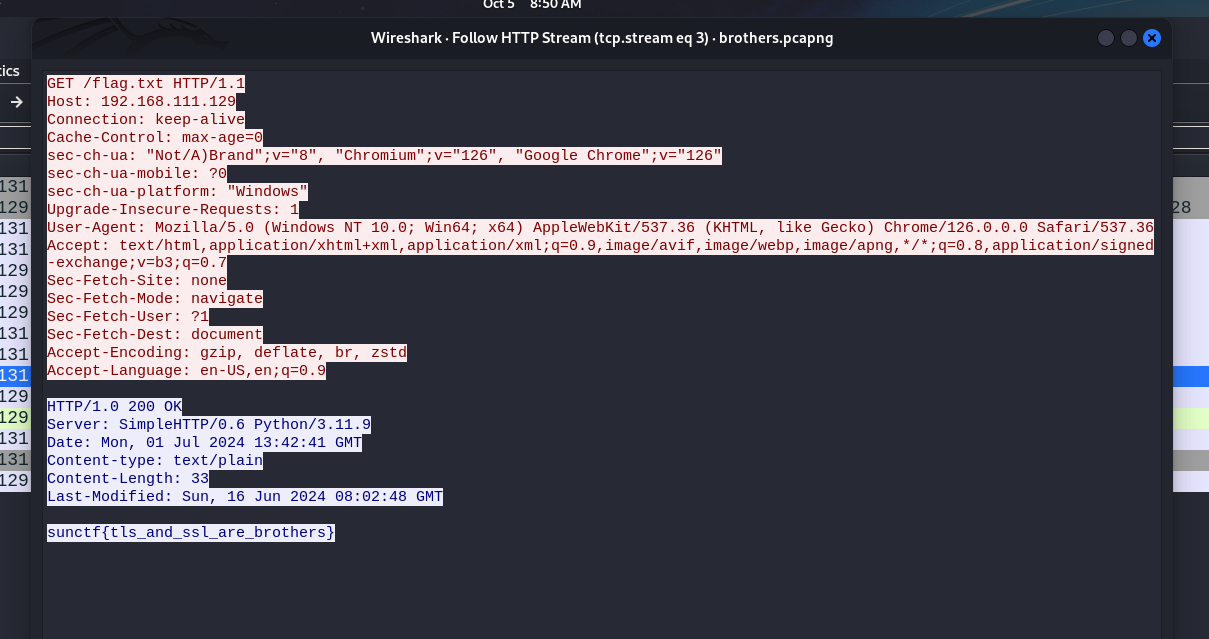 Oct 5 8:50 AM
Wireshark · Follow HTTP Stream (tcp.stream eq 3) · brothers.pcapng
tics
GET /flag.txt HTTP/1.1
Host: 192.168.111.129
Connection: keep-alive
Cache-Control: max-age=0
sec-ch-ua: "Not/A)Brand";v="8", "Chromium";v="126", "Google Chrome";v="126"
sec-ch-ua-mobile: ?0
sec-ch-ua-platform: "Windows"
Upgrade-Insecure-Requests: 1
User-Agent: Mozilla/5.0 (Windows NT 10.0; Win64; x64) AppleWebKit/537.36 (KHTML, like Gecko) Chrome/126.0.0.0 Safari/537.36
Accept: text/html,application/xhtml+xml,application/xml;q=0.9,image/avif,image/webp,image/apng,*/*;q=0.8,application/signed
-exchange;v=b3;q=0.7
Sec-Fetch-Site: none
Sec-Fetch-Mode: navigate
Sec-Fetch-User: ?1
Sec-Fetch-Dest: document
Accept-Encoding: gzip, deflate, br, zstd
Accept-Language: en-US,en;q=0.9
HTTP/1.0 200 OK
Server: SimpleHTTP/0.6 Python/3.11.9
Date: Mon, 01 Jul 2024 13:42:41 GMT
Content-type: text/plain
Content-Length: 33
Last-Modified: Sun, 16 Jun 2024 08:02:48 GMT
sunctf{tls_and_ssl_are_brothers}
131
129
131
131
129
129
129
131
131
131
129
129
131
131
129
28